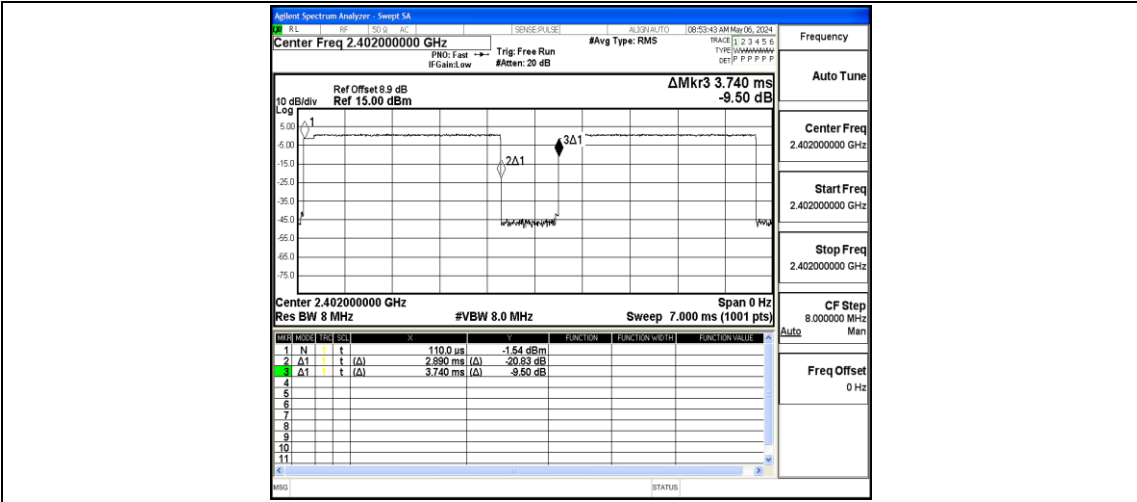 Agilent Spectrum Analyzer - Swept SA
RL RF 50 Ω AC SENSE:PULSE ALIGN AUTO 08:53:43 AM May 06, 2024
Center Freq 2.402000000 GHz
PNO: Fast
IFGain:Low
Trig: Free Run
#Atten: 20 dB
#Avg Type: RMS
TRACE 1 2 3 4 5 6
TYPE
DET P P P P P P
Frequency
ΔMkr3 3.740 ms
-9.50 dB
Ref Offset 8.9 dB
10 dB/div Ref 15.00 dBm
Log
5.00
-5.00
-15.0
-25.0
-35.0
-45.0
-55.0
-65.0
-75.0
1
2Δ1
3Δ1
Center 2.402000000 GHz Span 0 Hz
Res BW 8 MHz #VBW 8.0 MHz Sweep 7.000 ms (1001 pts)
MKR MODE TRC SCL X Y FUNCTION FUNCTION WIDTH FUNCTION VALUE
1 N 1 t 110.0 us -1.54 dBm
2 Δ1 1 t (Δ) 2.890 ms (Δ) -20.83 dB
3 Δ1 1 t (Δ) 3.740 ms (Δ) -9.50 dB
4
5
6
7
8
9
10
11
MSG STATUS
Auto Tune
Center Freq
2.402000000 GHz
Start Freq
2.402000000 GHz
Stop Freq
2.402000000 GHz
CF Step
8.000000 MHz
Auto Man
Freq Offset
0 Hz